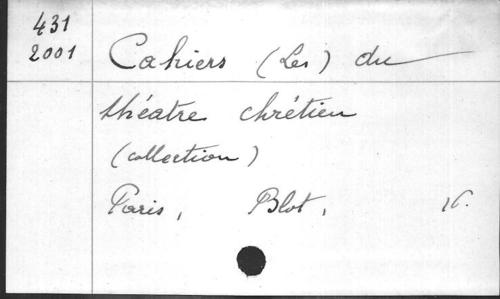 431
2001
Cahiers (Les) du
théatre chrétien
(collection)
Paris, Blot, 16.